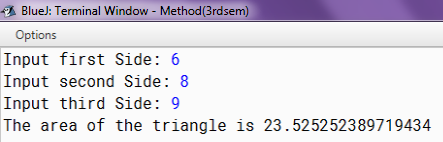 BlueJ: Terminal Window - Method(3rdsem)
Options
Input first Side: 6
Input second Side: 8
Input third Side: 9
The area of the triangle is 23.525252389719434